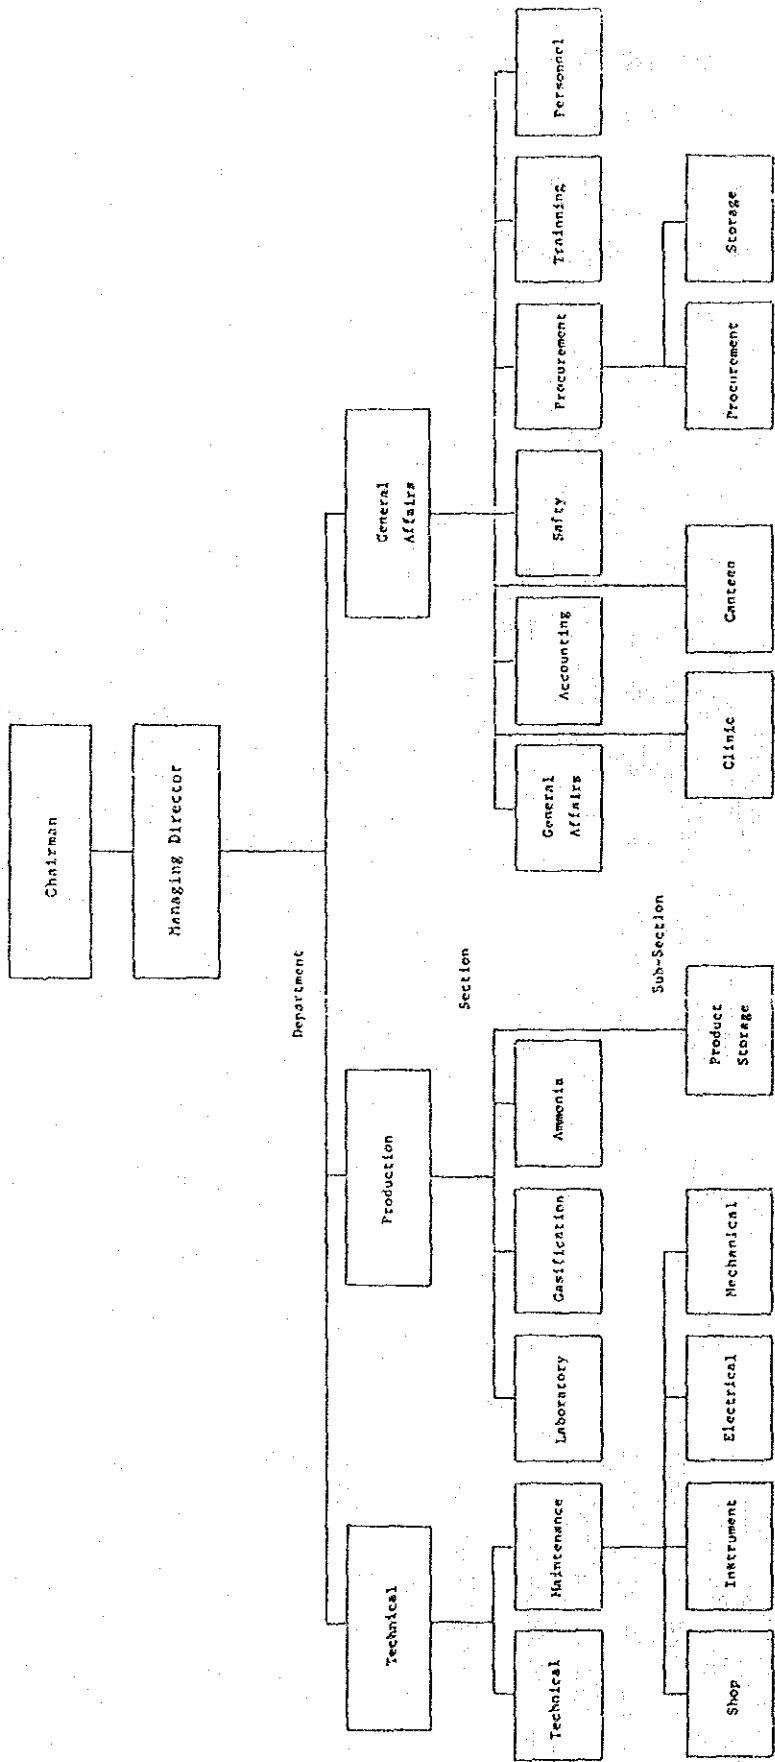 Chairman
Managing Director
Department
Technical
Production
General
Affairs
Section
Technical
Maintenance
Laboratory
Gasification
Ammonia
General
Affairs
Accounting
Safty
Procurement
Trainning
Personnel
Sub-Section
Shop
Instrument
Electrical
Mechanical
Product
Storage
Clinic
Canteen
Procurement
Storage